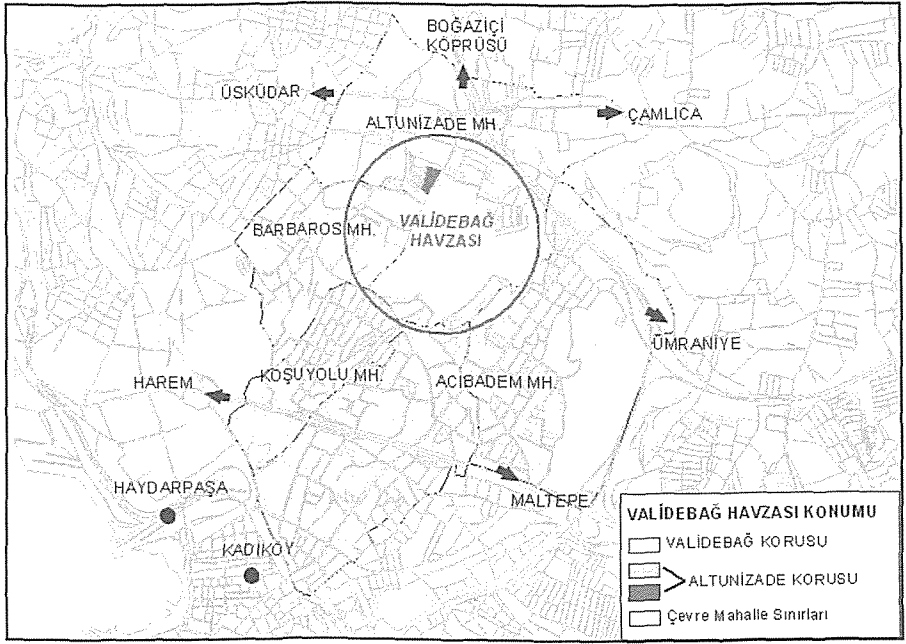 BOĞAZİÇİ
KÖPRÜSÜ
ÜSKÜDAR
ÇAMLICA
ALTUNİZADE MH.
BARBAROS MH.
VALİDEBAĞ
HAVZASI
ÜMRANİYE
HAREM
KOŞUYOLU MH.
ACIBADEM MH.
HAYDARPAŞA
MALTEPE
KADIKÖY
VALİDEBAĞ HAVZASI KONUMU
VALİDEBAĞ KORUSU
ALTUNİZADE KORUSU
Çevre Mahalle Sınırları